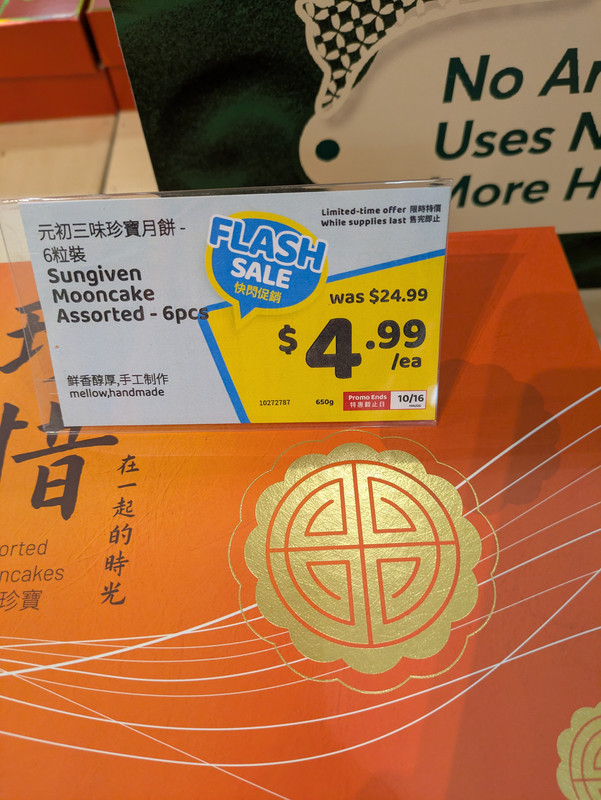 No
Uses
More
元初三味珍寶月餅 -
6粒裝
Sungiven
Mooncake
Assorted - 6pcs
鮮香醇厚,手工制作
mellow,handmade
FLASH
SALE
快閃促銷
Limited-time offer 限時特價
While supplies last 售完即止
was $24.99
$4.99
/ea
10272787
650g
Promo Ends
特惠截止日
10/16
惜
在一起的時光
珍寶